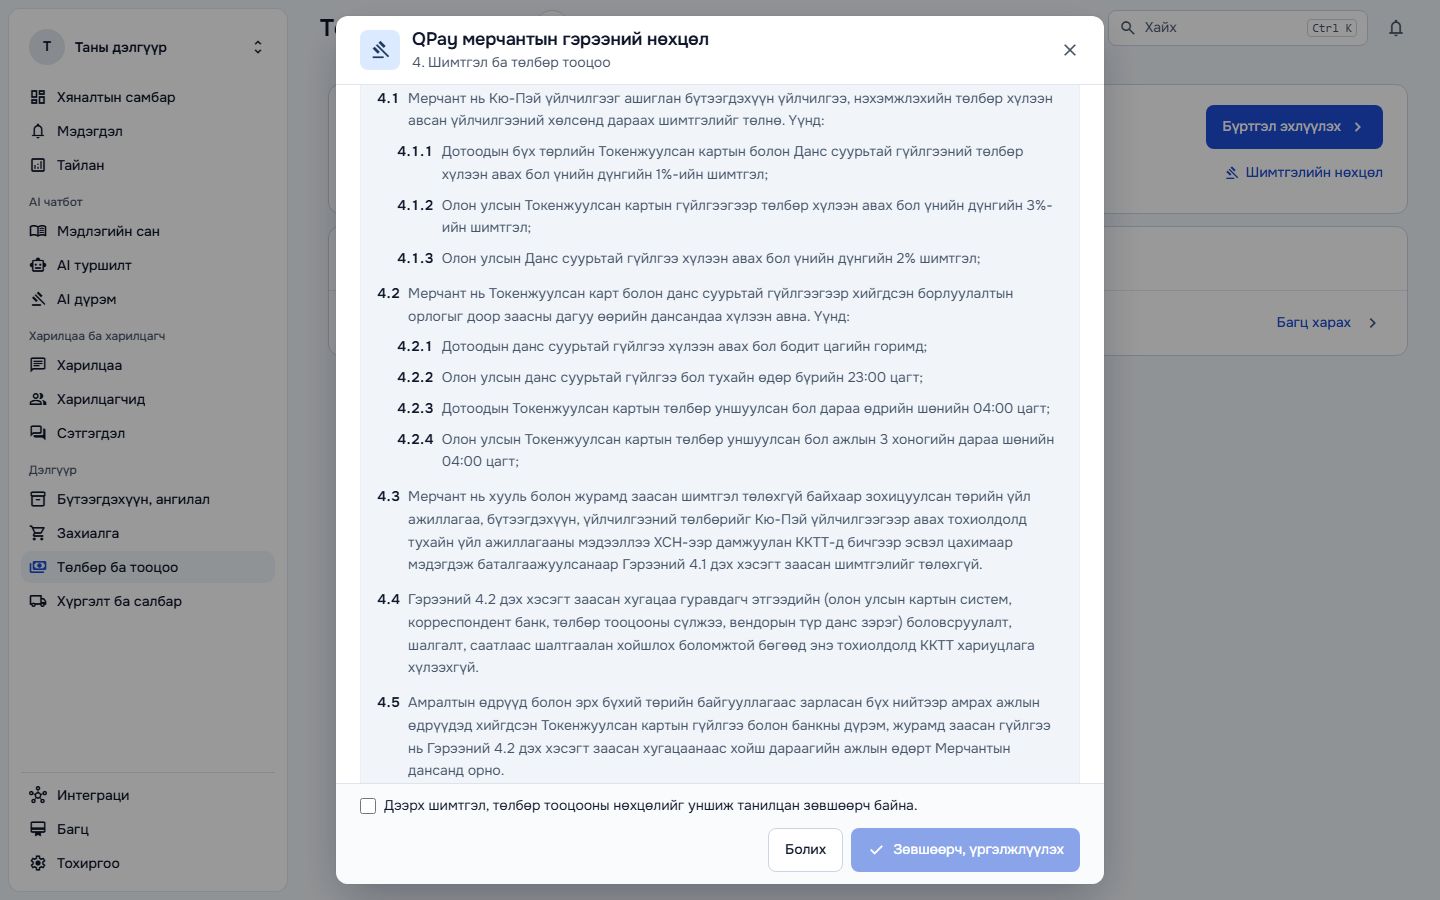 Т
Таны дэлгүүр
Хяналтын самбар
Мэдэгдэл
Тайлан
AI чатбот
Мэдлэгийн сан
AI туршилт
AI дүрэм
Харилцаа ба харилцагч
Харилцаа
Харилцагчид
Сэтгэгдэл
Дэлгүүр
Бүтээгдэхүүн, ангилал
Захиалга
Төлбөр ба тооцоо
Хүргэлт ба салбар
Интеграци
Багц
Тохиргоо
Хайх
Ctrl K
Бүртгэл эхлүүлэх
Шимтгэлийн нөхцөл
Багц харах
QPay мерчантын гэрээний нөхцөл
4. Шимтгэл ба төлбөр тооцоо
4.1 Мерчант нь Кю-Пэй үйлчилгээг ашиглан бүтээгдэхүүн үйлчилгээ, нэхэмжлэхийн төлбөр хүлээн
авсан үйлчилгээний хөлсөнд дараах шимтгэлийг төлнө. Үүнд:
4.1.1 Дотоодын бүх төрлийн Токенжуулсан картын болон Данс суурьтай гүйлгээний төлбөр
хүлээн авах бол үнийн дүнгийн 1%-ийн шимтгэл;
4.1.2 Олон улсын Токенжуулсан картын гүйлгээгээр төлбөр хүлээн авах бол үнийн дүнгийн 3%-
ийн шимтгэл;
4.1.3 Олон улсын Данс суурьтай гүйлгээ хүлээн авах бол үнийн дүнгийн 2% шимтгэл;
4.2 Мерчант нь Токенжуулсан карт болон данс суурьтай гүйлгээгээр хийгдсэн борлуулалтын
орлогыг доор заасны дагуу өөрийн дансандаа хүлээн авна. Үүнд:
4.2.1 Дотоодын данс суурьтай гүйлгээ хүлээн авах бол бодит цагийн горимд;
4.2.2 Олон улсын данс суурьтай гүйлгээ бол тухайн өдөр бүрийн 23:00 цагт;
4.2.3 Дотоодын Токенжуулсан картын төлбөр уншуулсан бол дараа өдрийн шөнийн 04:00 цагт;
4.2.4 Олон улсын Токенжуулсан картын төлбөр уншуулсан бол ажлын 3 хоногийн дараа шөнийн
04:00 цагт;
4.3 Мерчант нь хууль болон журамд заасан шимтгэл төлөхгүй байхаар зохицуулсан төрийн үйл
ажиллагаа, бүтээгдэхүүн, үйлчилгээний төлбөрийг Кю-Пэй үйлчилгээгээр авах тохиолдолд
тухайн үйл ажиллагааны мэдээллээ ХСН-ээр дамжуулан ККТТ-д бичгээр эсвэл цахимаар
мэдэгдэж баталгаажуулсанаар Гэрээний 4.1 дэх хэсэгт заасан шимтгэлийг төлөхгүй.
4.4 Гэрээний 4.2 дэх хэсэгт заасан хугацаа гуравдагч этгээдийн (олон улсын картын систем,
корреспондент банк, төлбөр тооцооны сүлжээ, вендорын түр данс зэрэг) боловсруулалт,
шалгалт, саатлаас шалтгаалан хойшлох боломжтой бөгөөд энэ тохиолдолд ККТТ хариуцлага
хүлээхгүй.
4.5 Амралтын өдрүүд болон эрх бүхий төрийн байгууллагаас зарласан бүх нийтээр амрах ажлын
өдрүүдэд хийгдсэн Токенжуулсан картын гүйлгээ болон банкны дүрэм, журамд заасан гүйлгээ
нь Гэрээний 4.2 дэх хэсэгт заасан хугацаанаас хойш дараагийн ажлын өдөрт Мерчантын
дансанд орно.
Дээрх шимтгэл, төлбөр тооцооны нөхцөлийг уншиж танилцан зөвшөөрч байна.
Болих
Зөвшөөрч, үргэлжлүүлэх